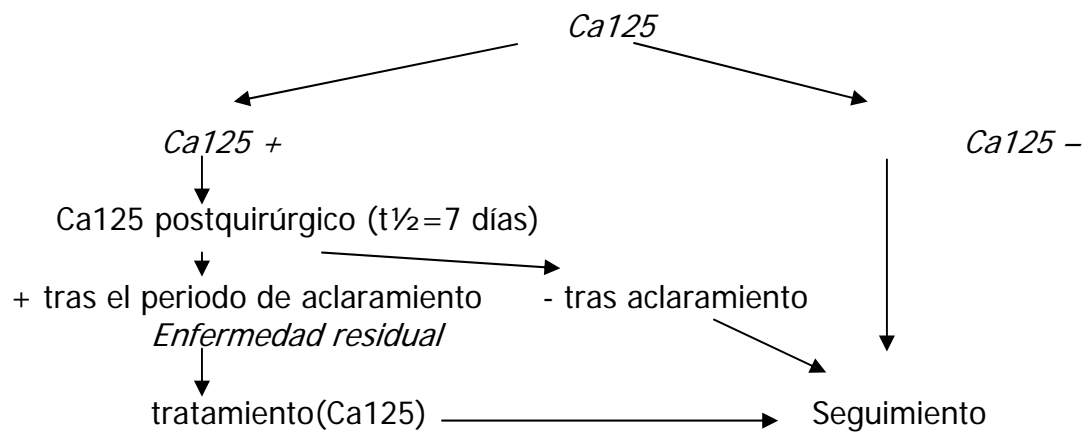 Ca125
Ca125 + Ca125 –
Ca125 postquirúrgico (t½=7 días)
+ tras el periodo de aclaramiento - tras aclaramiento
Enfermedad residual
tratamiento(Ca125) Seguimiento